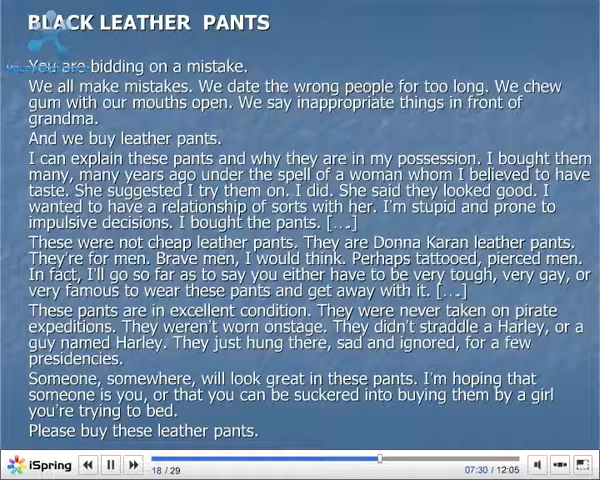 BLACK LEATHER PANTS
You are bidding on a mistake.
We all make mistakes. We date the wrong people for too long. We chew
gum with our mouths open. We say inappropriate things in front of
grandma.
And we buy leather pants.
I can explain these pants and why they are in my possession. I bought them
many, many years ago under the spell of a woman whom I believed to have
taste. She suggested I try them on. I did. She said they looked good. I
wanted to have a relationship of sorts with her. I'm stupid and prone to
impulsive decisions. I bought the pants. [….]
These were not cheap leather pants. They are Donna Karan leather pants.
They're for men. Brave men, I would think. Perhaps tattooed, pierced men.
In fact, I'll go so far as to say you either have to be very tough, very gay, or
very famous to wear these pants and get away with it. [….]
These pants are in excellent condition. They were never taken on pirate
expeditions. They weren't worn onstage. They didn't straddle a Harley, or a
guy named Harley. They just hung there, sad and ignored, for a few
presidencies.
Someone, somewhere, will look great in these pants. I'm hoping that
someone is you, or that you can be suckered into buying them by a girl
you're trying to bed.
Please buy these leather pants.
iSpring
18 / 29
07:30 / 12:05